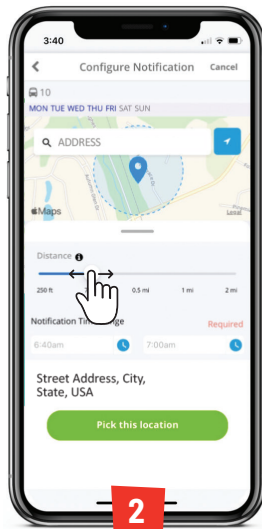 3:40
Configure Notification Cancel
10
MON TUE WED THU FRI SAT SUN
ADDRESS
Maps
Legal
Distance
250 ft 0.5 mi 1 mi 2 mi
Notification Required
6:40am 7:00am
Street Address, City,
State, USA
Pick this location
2